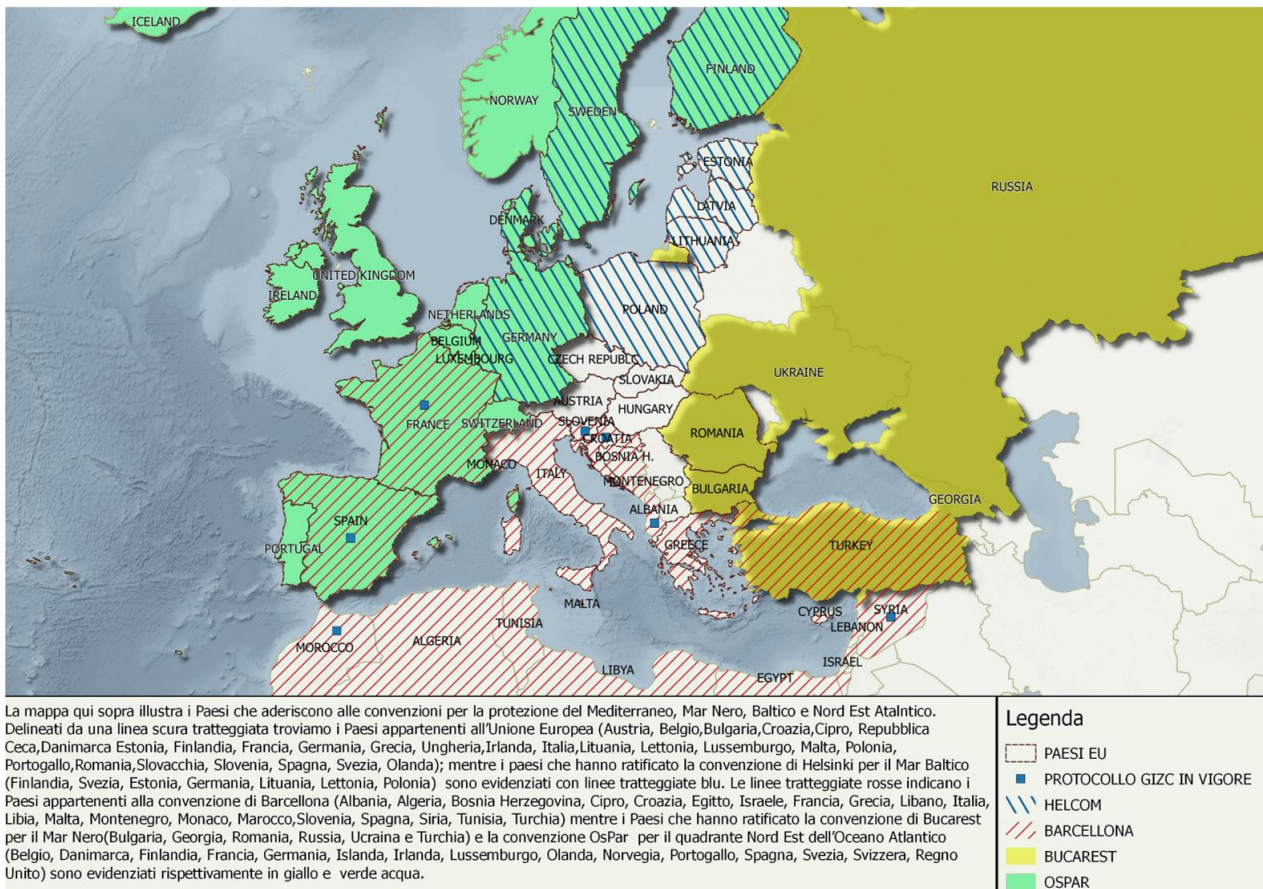 ICELAND
FINLAND
NORWAY
SWEDEN
ESTONIA
RUSSIA
LATVIA
DENMARK
LITHUANIA
UNITED KINGDOM
IRELAND
NETHERLANDS
POLAND
GERMANY
BELGIUM
LUXEMBOURG
CZECH REPUBLC
UKRAINE
SLOVAKIA
AUSTRIA
HUNGARY
FRANCE
SWITZERLAND
SLOVENIA
CROATIA
ROMANIA
BOSNIA H.
MONACO
ITALY
MONTENEGRO
BULGARIA
GEORGIA
ALBANIA
SPAIN
PORTUGAL
GREECE
TURKEY
MALTA
CYPRUS
SYRIA
TUNISIA
LEBANON
MOROCCO
ALGERIA
ISRAEL
LIBYA
EGYPT
La mappa qui sopra illustra i Paesi che aderiscono alle convenzioni per la protezione del Mediterraneo, Mar Nero, Baltico e Nord Est Atalntico.
Delineati da una linea scura tratteggiata troviamo i Paesi appartenenti all'Unione Europea (Austria, Belgio,Bulgaria,Croazia,Cipro, Repubblica
Ceca,Danimarca Estonia, Finlandia, Francia, Germania, Grecia, Ungheria,Irlanda, Italia,Lituania, Lettonia, Lussemburgo, Malta, Polonia,
Portogallo,Romania,Slovacchia, Slovenia, Spagna, Svezia, Olanda); mentre i paesi che hanno ratificato la convenzione di Helsinki per il Mar Baltico
(Finlandia, Svezia, Estonia, Germania, Lituania, Lettonia, Polonia) sono evidenziati con linee tratteggiate blu. Le linee tratteggiate rosse indicano i
Paesi appartenenti alla convenzione di Barcellona (Albania, Algeria, Bosnia Herzegovina, Cipro, Croazia, Egitto, Israele, Francia, Grecia, Libano, Italia,
Libia, Malta, Montenegro, Monaco, Marocco,Slovenia, Spagna, Siria, Tunisia, Turchia) mentre i Paesi che hanno ratificato la convenzione di Bucarest
per il Mar Nero(Bulgaria, Georgia, Romania, Russia, Ucraina e Turchia) e la convenzione OsPar per il quadrante Nord Est dell'Oceano Atlantico
(Belgio, Danimarca, Finlandia, Francia, Germania, Islanda, Irlanda, Lussemburgo, Olanda, Norvegia, Portogallo, Spagna, Svezia, Svizzera, Regno
Unito) sono evidenziati rispettivamente in giallo e verde acqua.
Legenda
PAESI EU
PROTOCOLLO GIZC IN VIGORE
HELCOM
BARCELLONA
BUCAREST
OSPAR